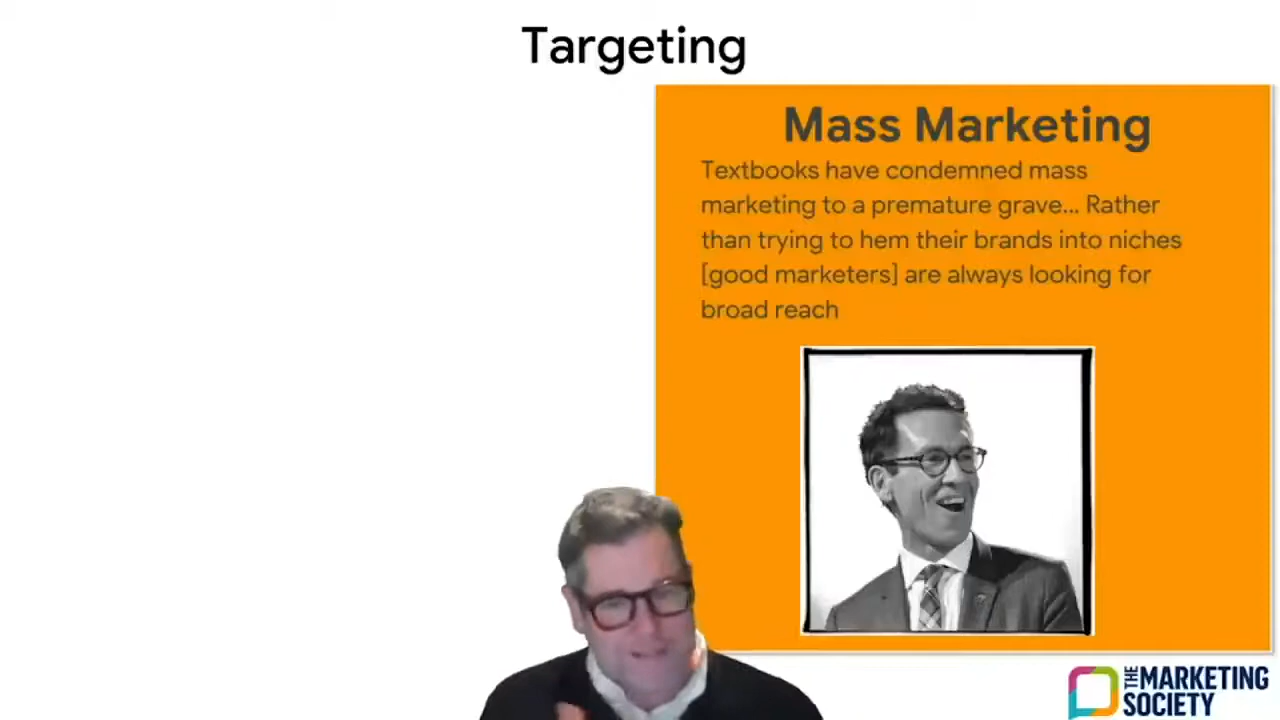 Targeting
Mass Marketing
Textbooks have condemned mass
marketing to a premature grave... Rather
than trying to hem their brands into niches
[good marketers] are always looking for
broad reach
THE MARKETING
SOCIETY